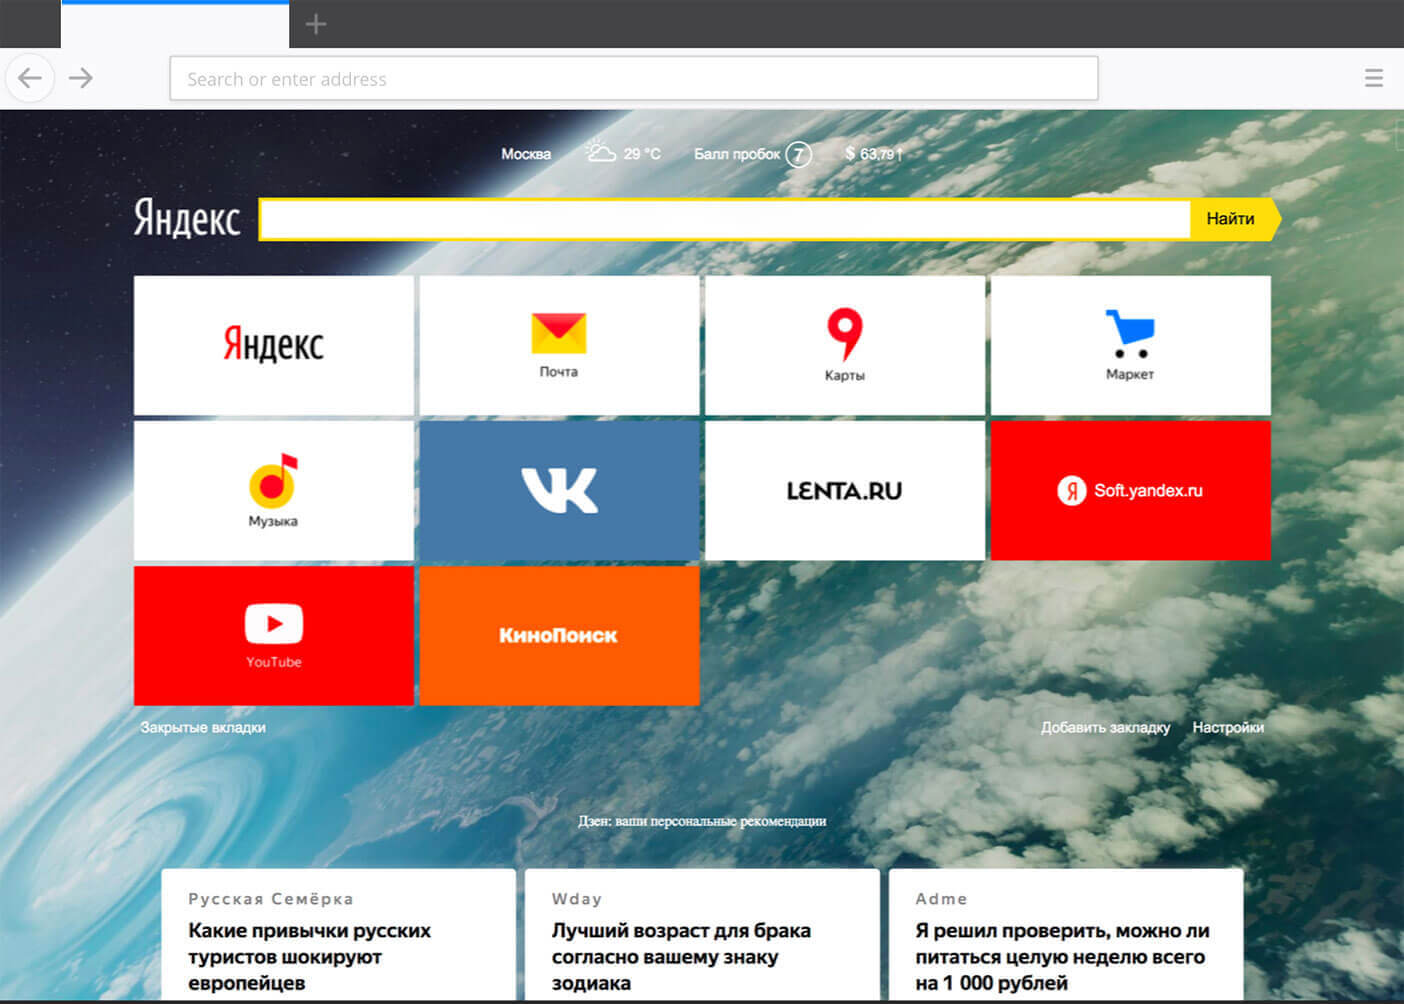 Search or enter address
Москва 29 °C Балл пробок 7 $ 63,79↑
Яндекс Найти
Яндекс
Почта
Карты
Маркет
Музыка
VK
LENTA.RU
Я Soft.yandex.ru
YouTube
КиноПоиск
Закрытые вкладки Добавить закладку Настройки
Дзен: ваши персональные рекомендации
Русская Семёрка
Какие привычки русских
туристов шокируют
европейцев
Wday
Лучший возраст для брака
согласно вашему знаку
зодиака
Adme
Я решил проверить, можно ли
питаться целую неделю всего
на 1 000 рублей